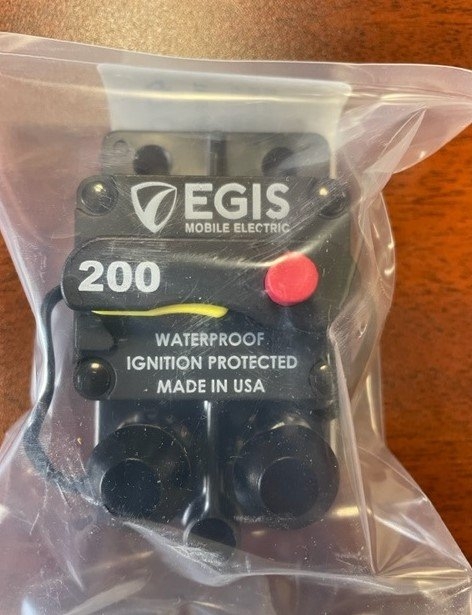 EGIS
MOBILE ELECTRIC
200
WATERPROOF
IGNITION PROTECTED
MADE IN USA